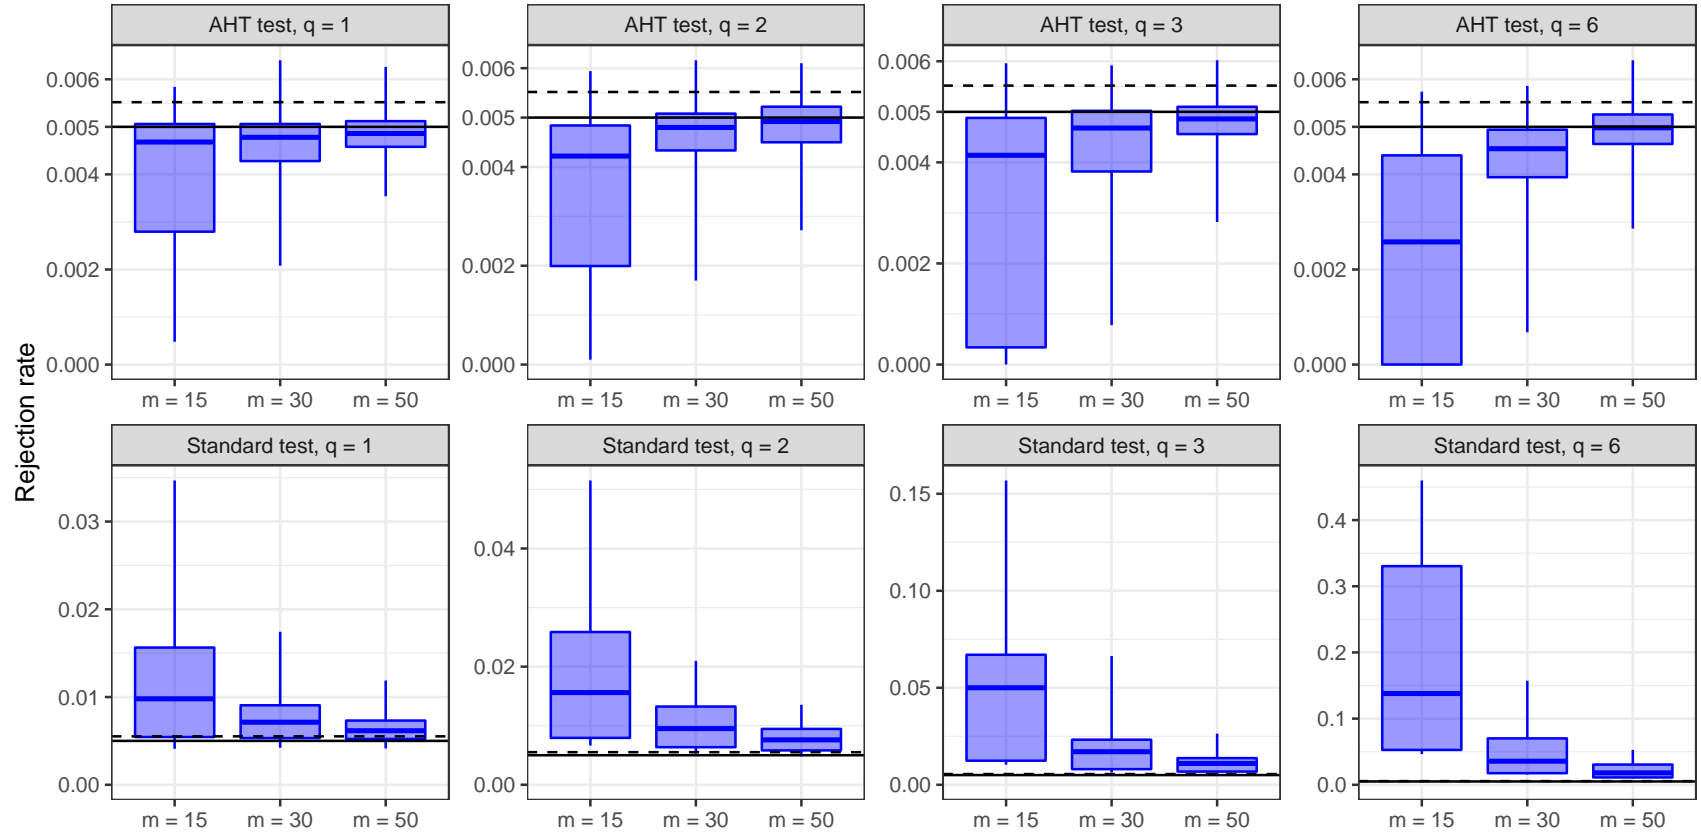 Rejection rate
AHT test, q = 1
0.006
0.005
0.004
0.002
0.000
m = 15 m = 30 m = 50
AHT test, q = 2
0.006
0.005
0.004
0.002
0.000
m = 15 m = 30 m = 50
AHT test, q = 3
0.006
0.005
0.004
0.002
0.000
m = 15 m = 30 m = 50
AHT test, q = 6
0.006
0.005
0.004
0.002
0.000
m = 15 m = 30 m = 50
Standard test, q = 1
0.03
0.02
0.01
0.00
m = 15 m = 30 m = 50
Standard test, q = 2
0.04
0.02
0.00
m = 15 m = 30 m = 50
Standard test, q = 3
0.15
0.10
0.05
0.00
m = 15 m = 30 m = 50
Standard test, q = 6
0.4
0.3
0.2
0.1
0.0
m = 15 m = 30 m = 50